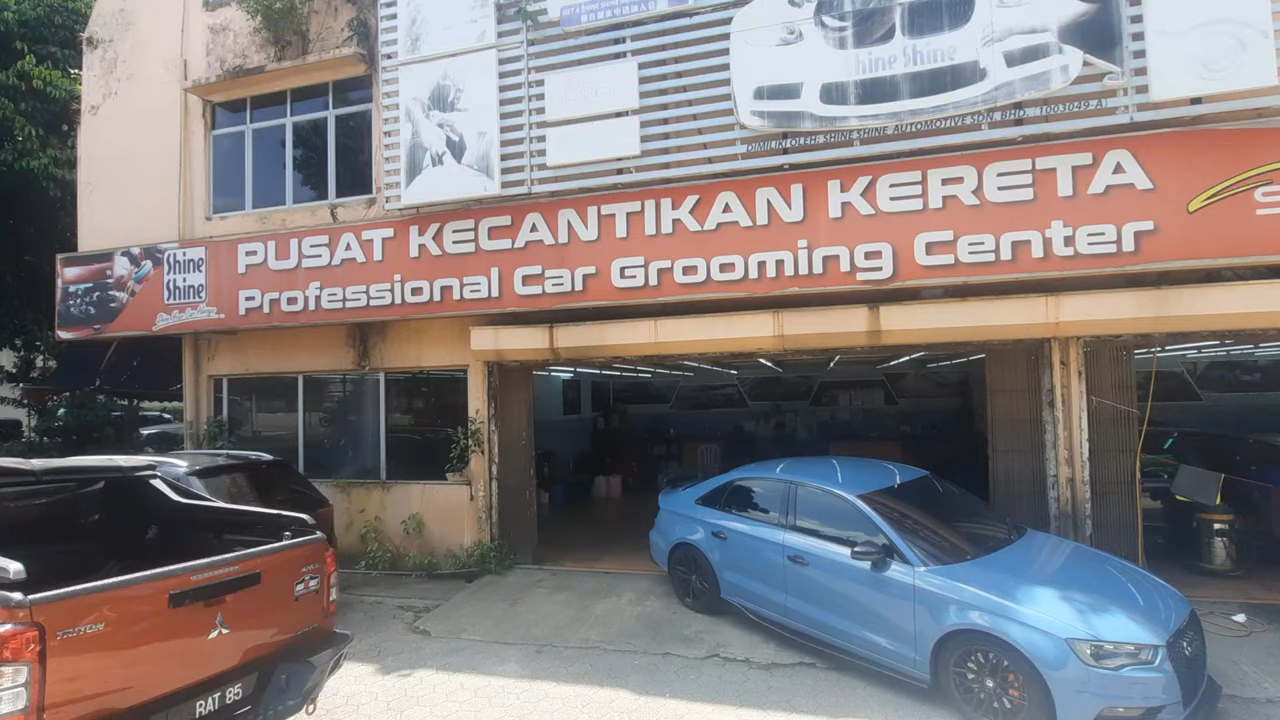 Shine Shine
DIMILIKI OLEH: SHINE SHINE AUTOMOTIVE SDN. BHD. (1003049-A)
PUSAT KECANTIKAN KERETA
Shine
Shine
Professional Car Grooming Center
TRITON
RAT 85